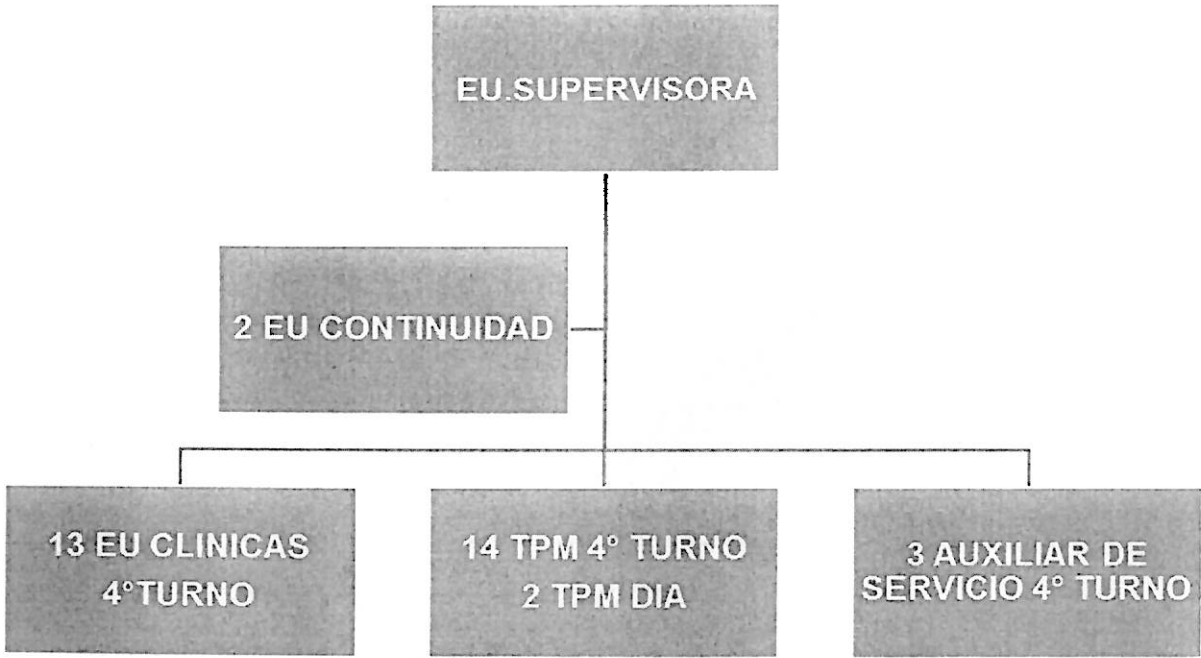 EU.SUPERVISORA
2 EU CONTINUIDAD
13 EU CLINICAS
4°TURNO
14 TPM 4° TURNO
2 TPM DIA
3 AUXILIAR DE
SERVICIO 4° TURNO